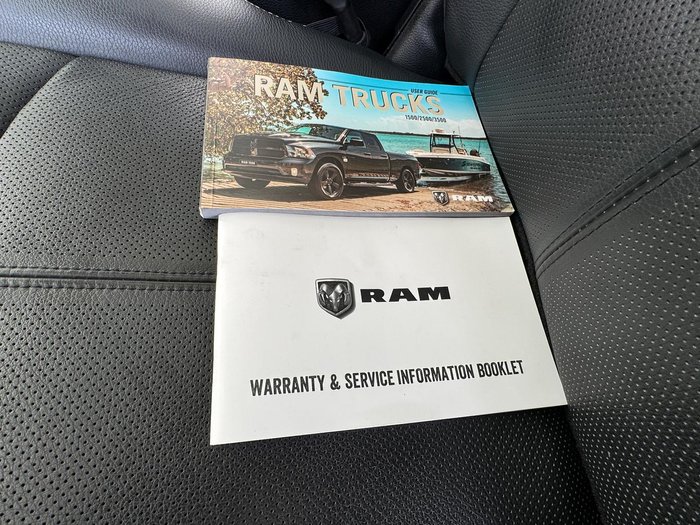 USER GUIDE
RAM TRUCKS
1500/2500/3500
RAM
RAM
WARRANTY & SERVICE INFORMATION BOOKLET